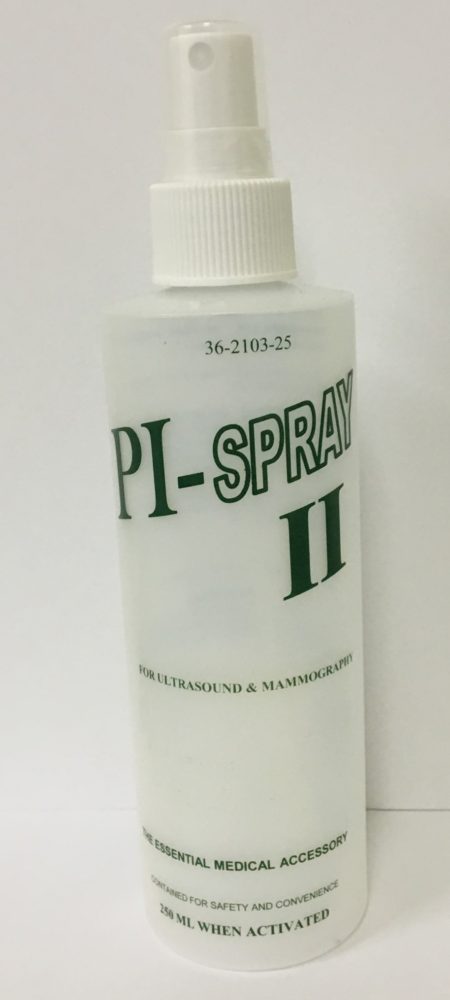 36-2103-25
PI-SPRAY
II
FOR ULTRASOUND & MAMMOGRAPHY
THE ESSENTIAL MEDICAL ACCESSORY
CONTAINED FOR SAFETY AND CONVENIENCE
250 ML WHEN ACTIVATED